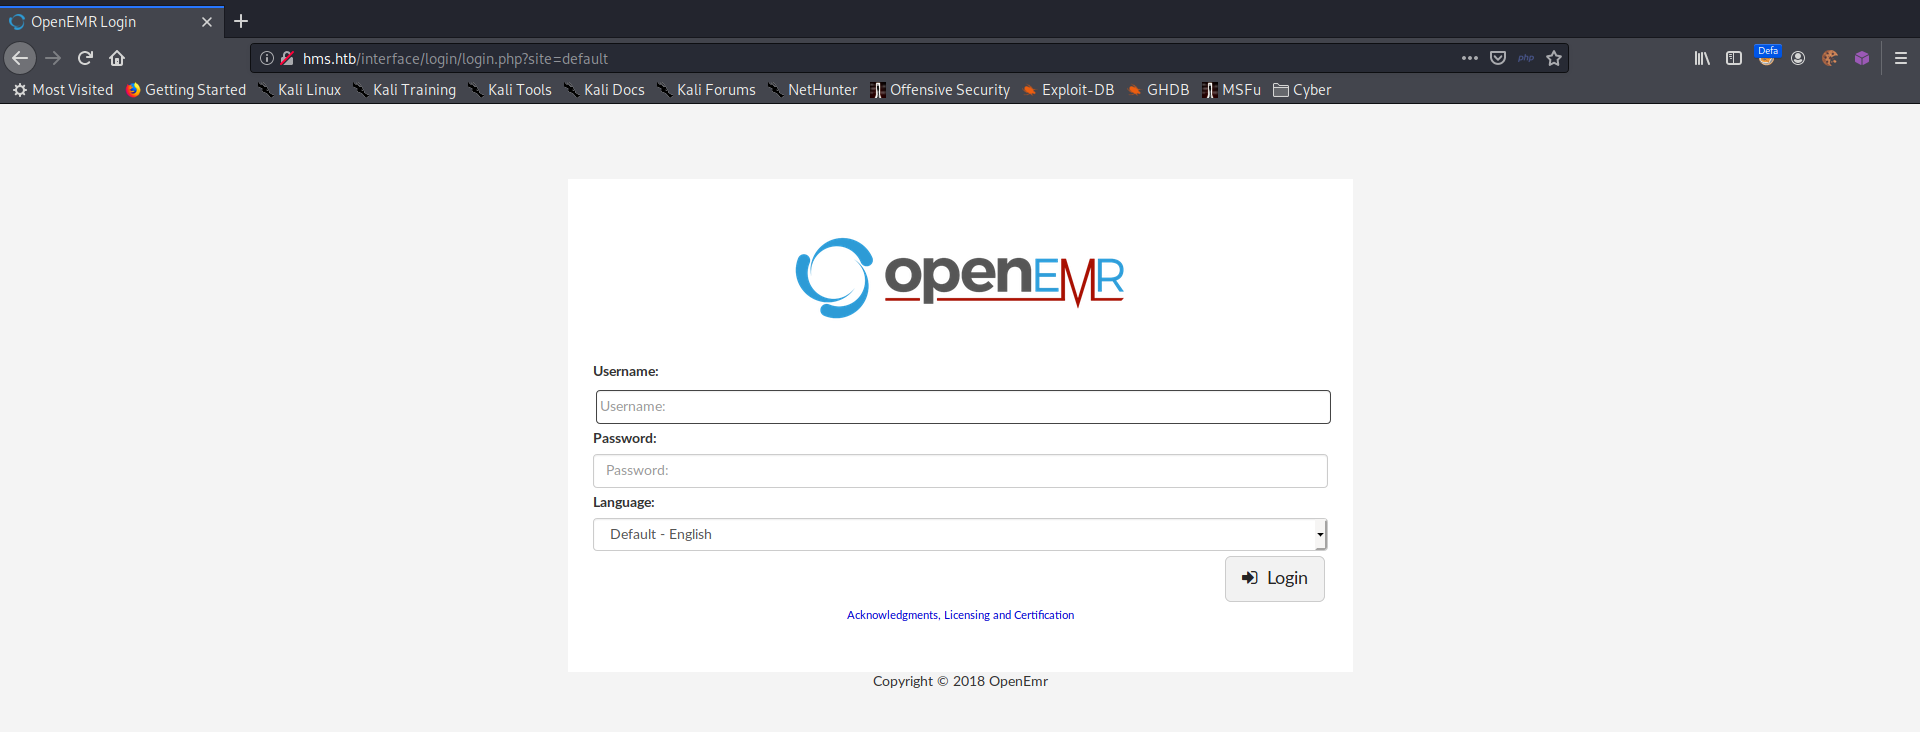 OpenEMR Login
hms.htb/interface/login/login.php?site=default
php
Defa
Most Visited Getting Started Kali Linux Kali Training Kali Tools Kali Docs Kali Forums NetHunter Offensive Security Exploit-DB GHDB MSFu Cyber
openEMR
Username:
Username:
Password:
Password:
Language:
Default - English
Login
Acknowledgments, Licensing and Certification
Copyright © 2018 OpenEmr